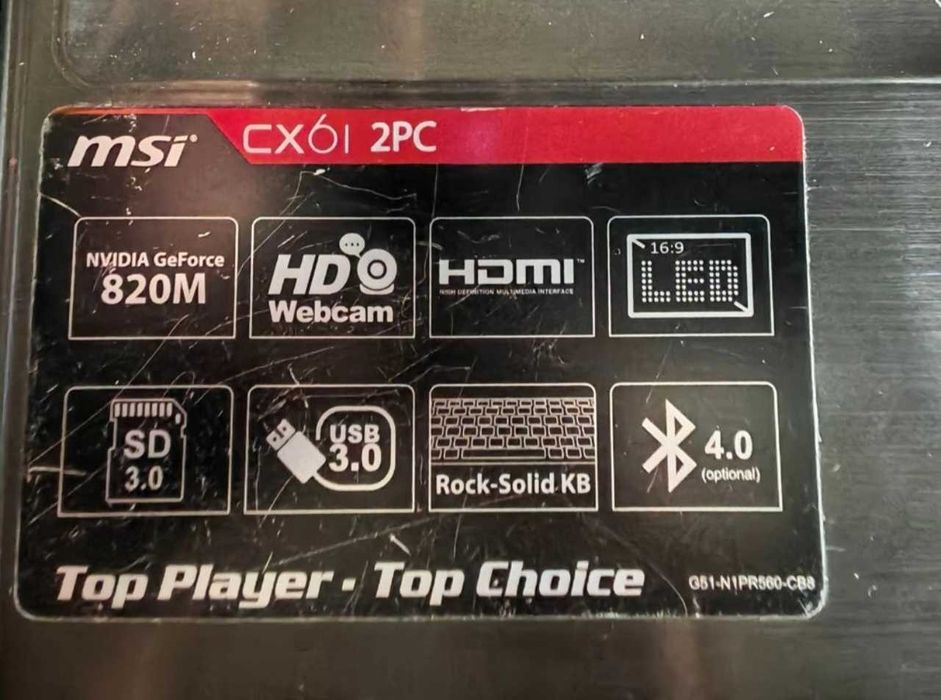 msi® CX61 2PC
NVIDIA GeForce
820M
HD
Webcam
HDMI™
HIGH DEFINITION MULTIMEDIA INTERFACE
16:9
LED
SD
3.0
USB
3.0
Rock-Solid KB
4.0
(optional)
Top Player · Top Choice
G51-N1PR560-CB8